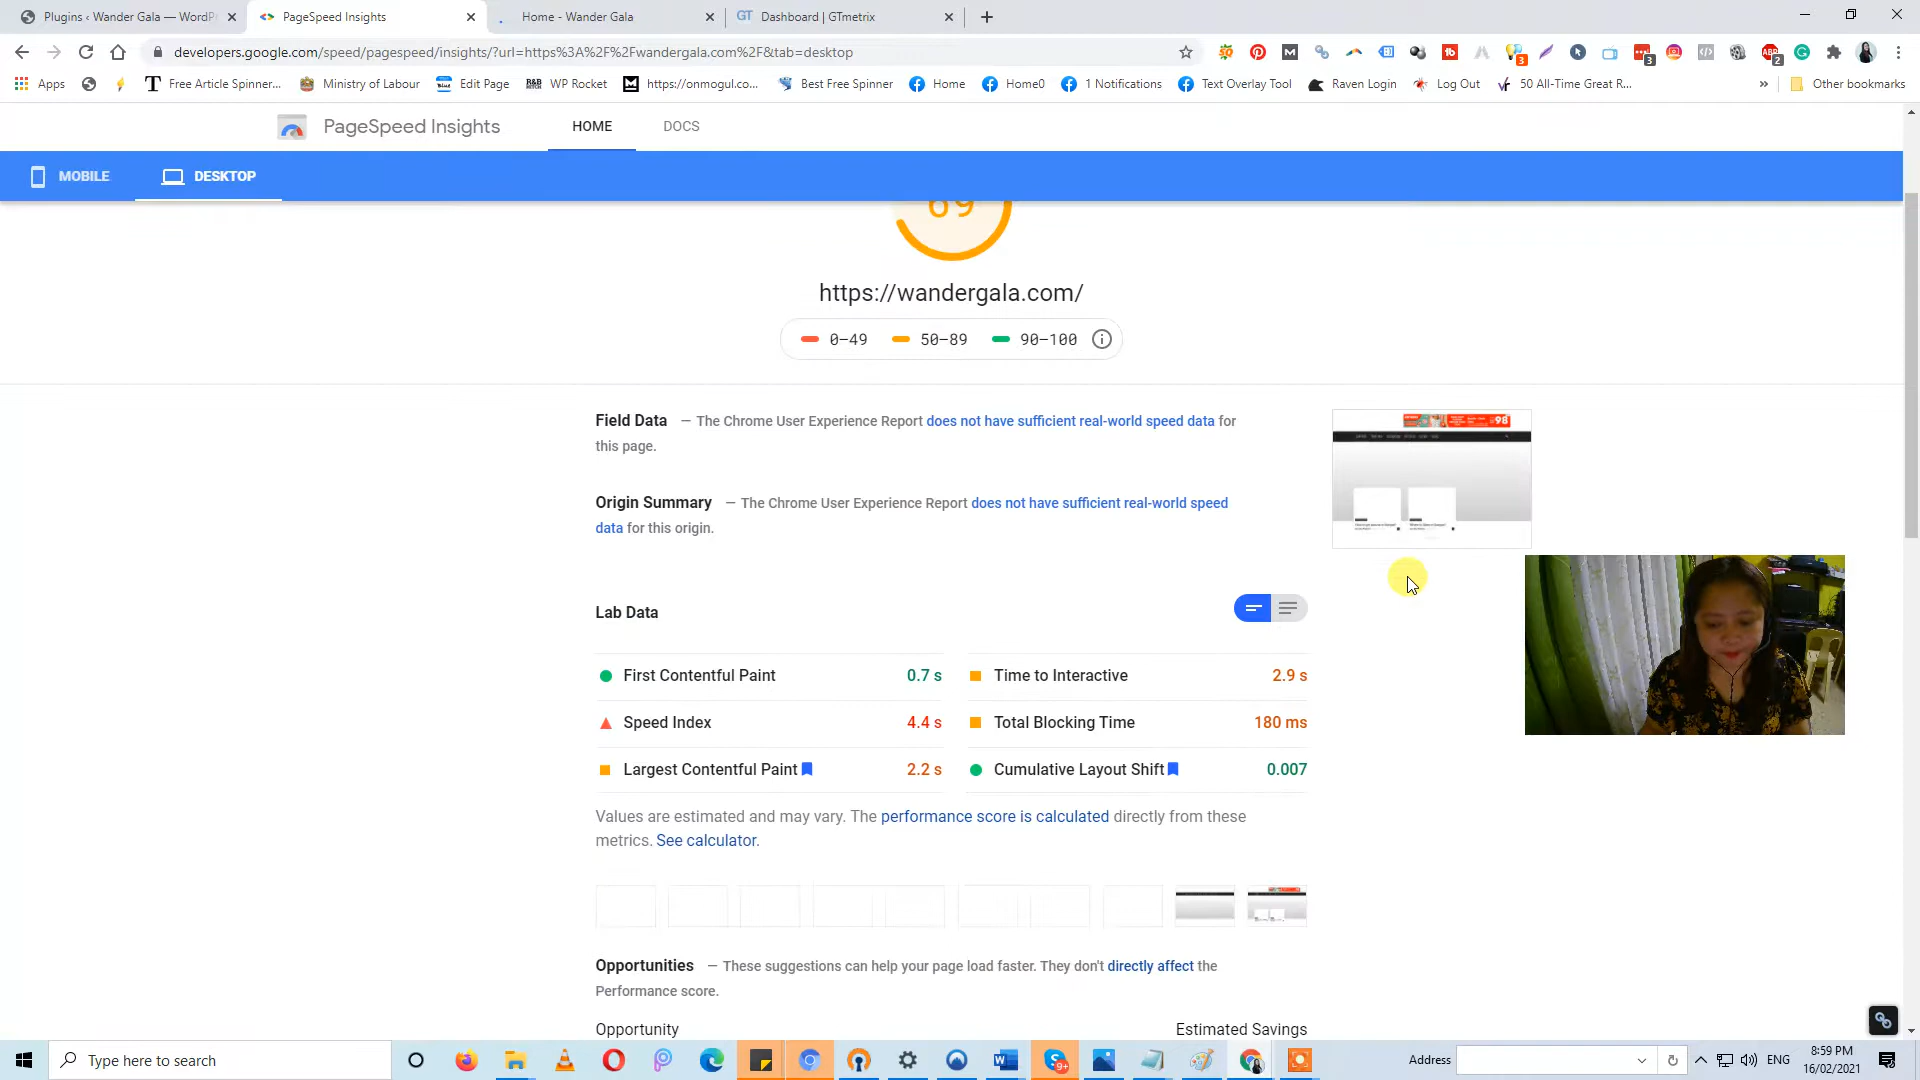 Plugins ‹ Wander Gala — WordP
PageSpeed Insights
Home - Wander Gala
GT Dashboard | GTmetrix
developers.google.com/speed/pagespeed/insights/?url=https%3A%2F%2Fwandergala.com%2F&tab=desktop
Apps
Free Article Spinner...
Ministry of Labour
Edit Page
WP Rocket
https://onmogul.co...
Best Free Spinner
Home
Home0
1 Notifications
Text Overlay Tool
Raven Login
Log Out
50 All-Time Great R...
»
Other bookmarks
PageSpeed Insights
HOME
DOCS
MOBILE
DESKTOP
69
https://wandergala.com/
0–49
50–89
90–100
Field Data — The Chrome User Experience Report does not have sufficient real-world speed data for
this page.
Origin Summary — The Chrome User Experience Report does not have sufficient real-world speed
data for this origin.
Lab Data
First Contentful Paint 0.7 s
Time to Interactive 2.9 s
Speed Index 4.4 s
Total Blocking Time 180 ms
Largest Contentful Paint 2.2 s
Cumulative Layout Shift 0.007
Values are estimated and may vary. The performance score is calculated directly from these
metrics. See calculator.
Opportunities — These suggestions can help your page load faster. They don't directly affect the
Performance score.
Opportunity
Estimated Savings
Type here to search
Address
ENG
8:59 PM
16/02/2021